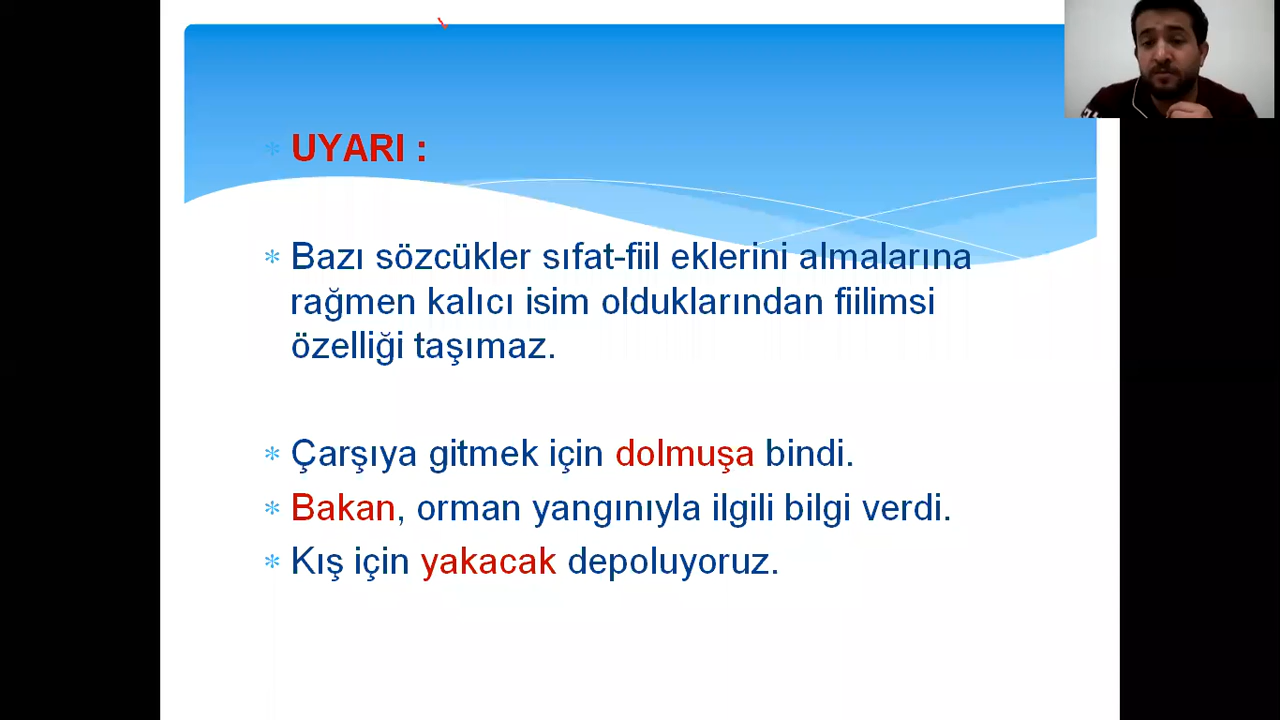 UYARI :
Bazı sözcükler sıfat-fiil eklerini almalarına
rağmen kalıcı isim olduklarından fiilimsi
özelliği taşımaz.
Çarşıya gitmek için dolmuşa bindi.
Bakan, orman yangınıyla ilgili bilgi verdi.
Kış için yakacak depoluyoruz.